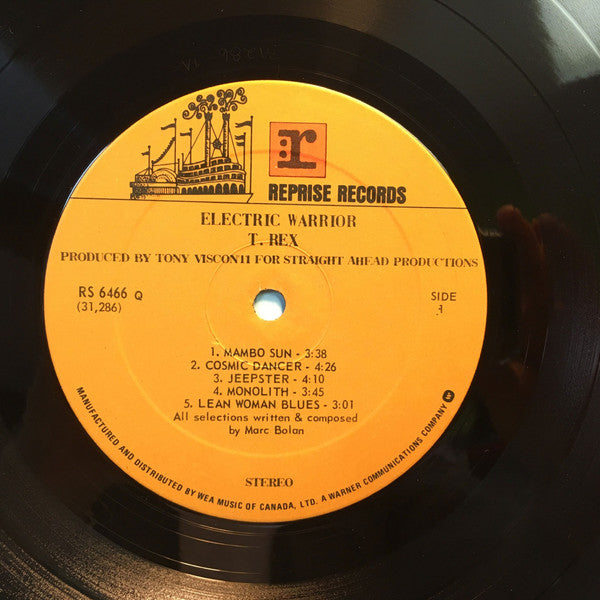 r
REPRISE RECORDS
ELECTRIC WARRIOR
T. REX
PRODUCED BY TONY VISCONTI FOR STRAIGHT AHEAD PRODUCTIONS
RS 6466 Q
(31,286)
SIDE
1
1. MAMBO SUN - 3:38
2. COSMIC DANCER - 4:26
3. JEEPSTER - 4:10
4. MONOLITH - 3:45
5. LEAN WOMAN BLUES - 3:01
All selections written & composed
by Marc Bolan
STEREO
MANUFACTURED AND DISTRIBUTED BY WEA MUSIC OF CANADA, LTD. A WARNER COMMUNICATIONS COMPANY